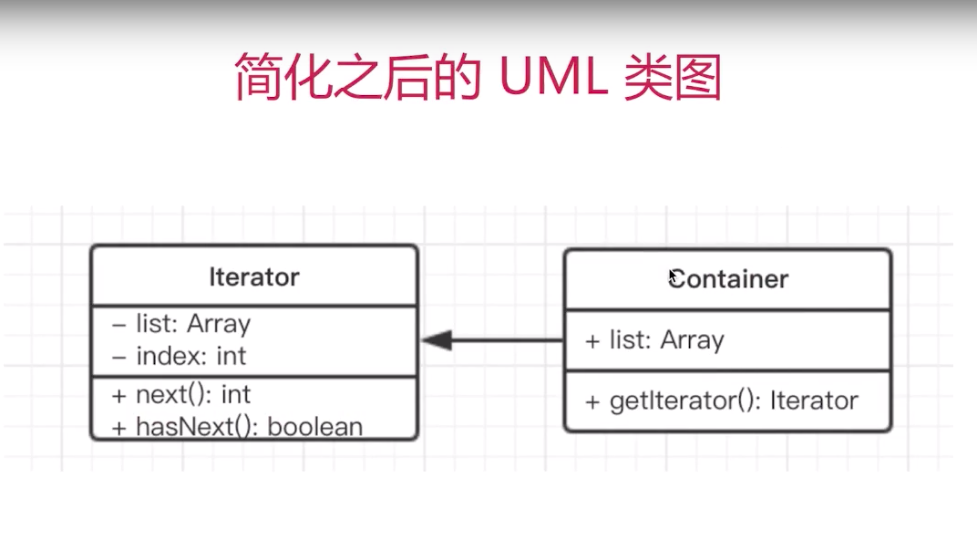 简化之后的 UML 类图
Iterator
– list: Array
– index: int
+ next(): int
+ hasNext(): boolean
Container
+ list: Array
+ getIterator(): Iterator